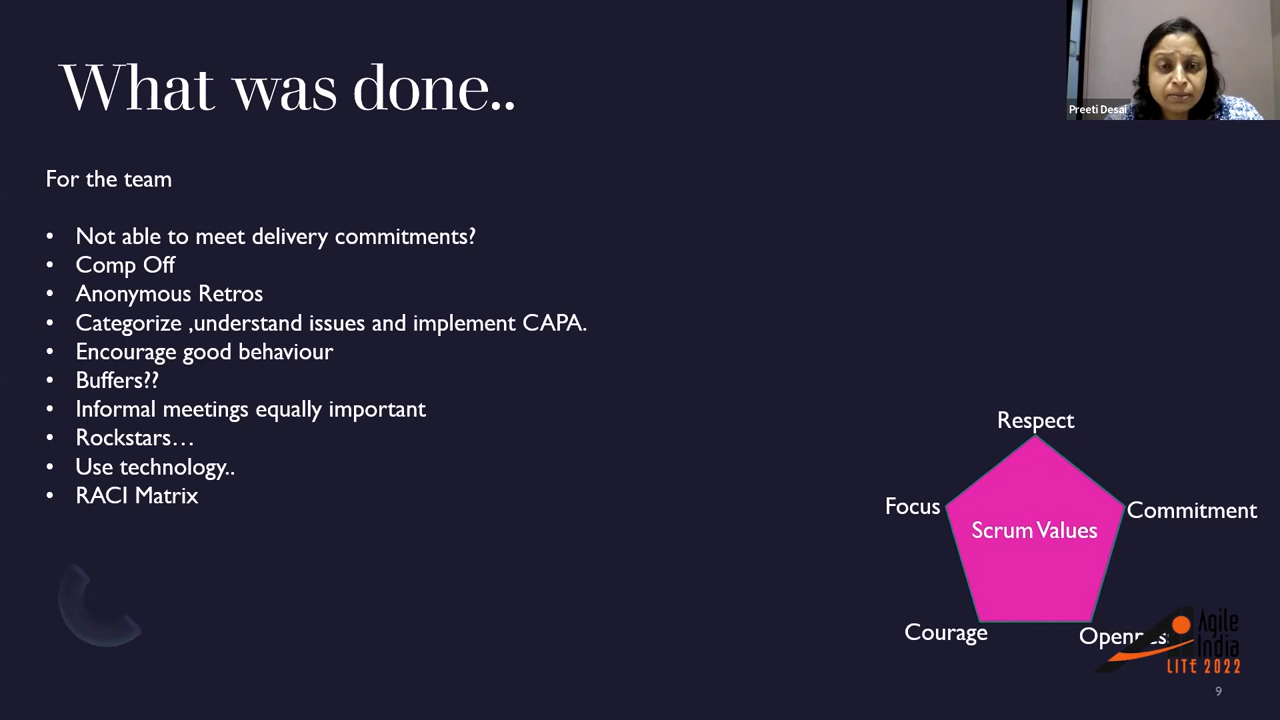 What was done..
Preeti Desai
For the team
• Not able to meet delivery commitments?
• Comp Off
• Anonymous Retros
• Categorize ,understand issues and implement CAPA.
• Encourage good behaviour
• Buffers??
• Informal meetings equally important
• Rockstars…
• Use technology..
• RACI Matrix
Respect
Focus
Commitment
Scrum Values
Courage
Openness
Agile
India
LITE 2022
9